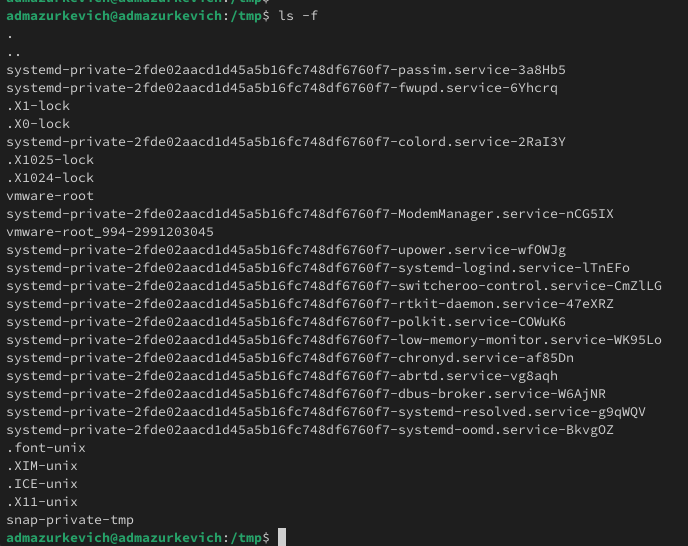 admazurkevich@admazurkevich:/tmp$
admazurkevich@admazurkevich:/tmp$ ls -f
.
..
systemd-private-2fde02aacd1d45a5b16fc748df6760f7-passim.service-3a8Hb5
systemd-private-2fde02aacd1d45a5b16fc748df6760f7-fwupd.service-6Yhcrq
.X1-lock
.X0-lock
systemd-private-2fde02aacd1d45a5b16fc748df6760f7-colord.service-2RaI3Y
.X1025-lock
.X1024-lock
vmware-root
systemd-private-2fde02aacd1d45a5b16fc748df6760f7-ModemManager.service-nCG5IX
vmware-root_994-2991203045
systemd-private-2fde02aacd1d45a5b16fc748df6760f7-upower.service-wfOWJg
systemd-private-2fde02aacd1d45a5b16fc748df6760f7-systemd-logind.service-lTnEFo
systemd-private-2fde02aacd1d45a5b16fc748df6760f7-switcheroo-control.service-CmZlLG
systemd-private-2fde02aacd1d45a5b16fc748df6760f7-rtkit-daemon.service-47eXRZ
systemd-private-2fde02aacd1d45a5b16fc748df6760f7-polkit.service-COWuK6
systemd-private-2fde02aacd1d45a5b16fc748df6760f7-low-memory-monitor.service-WK95Lo
systemd-private-2fde02aacd1d45a5b16fc748df6760f7-chronyd.service-af85Dn
systemd-private-2fde02aacd1d45a5b16fc748df6760f7-abrtd.service-vg8aqh
systemd-private-2fde02aacd1d45a5b16fc748df6760f7-dbus-broker.service-W6AjNR
systemd-private-2fde02aacd1d45a5b16fc748df6760f7-systemd-resolved.service-g9qWQV
systemd-private-2fde02aacd1d45a5b16fc748df6760f7-systemd-oomd.service-BkvgOZ
.font-unix
.XIM-unix
.ICE-unix
.X11-unix
snap-private-tmp
admazurkevich@admazurkevich:/tmp$